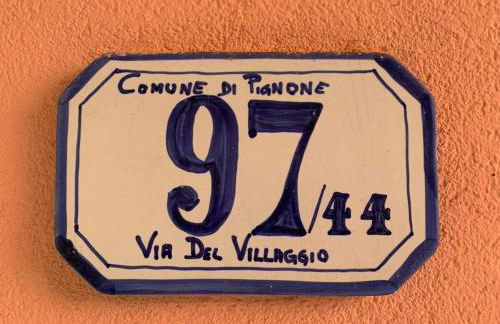 COMUNE DI PIGNONE
97/44
VIA DEL VILLAGGIO